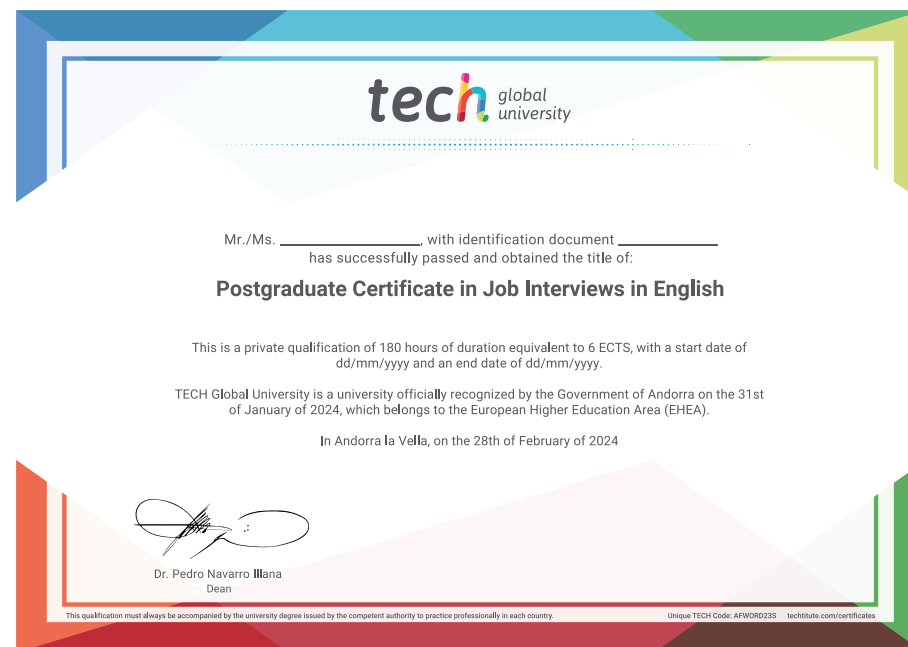 tech global university
Mr./Ms. ____________________, with identification document ______________
has successfully passed and obtained the title of:
Postgraduate Certificate in Job Interviews in English
This is a private qualification of 180 hours of duration equivalent to 6 ECTS, with a start date of
dd/mm/yyyy and an end date of dd/mm/yyyy.
TECH Global University is a university officially recognized by the Government of Andorra on the 31st
of January of 2024, which belongs to the European Higher Education Area (EHEA).
In Andorra la Vella, on the 28th of February of 2024
Dr. Pedro Navarro Illana
Dean
This qualification must always be accompanied by the university degree issued by the competent authority to practice professionally in each country.
Unique TECH Code: AFWORD23S techtitute.com/certificates